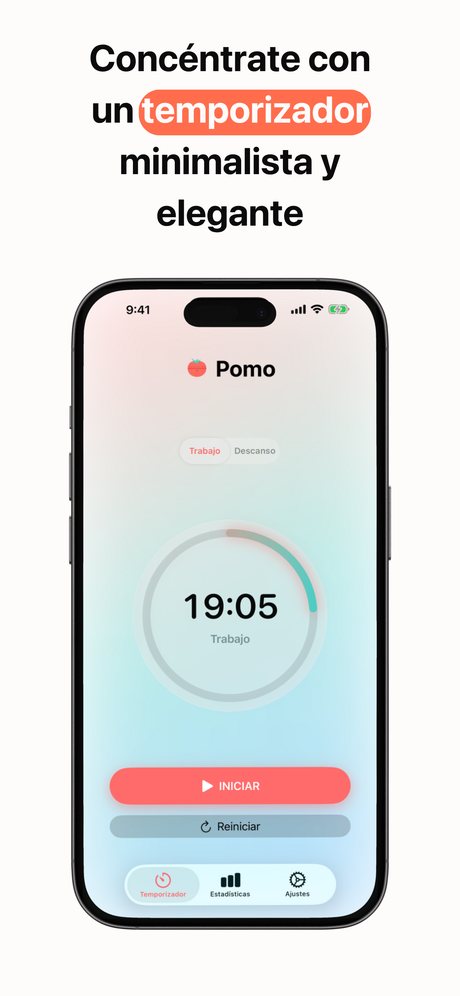 Concéntrate con
un temporizador
minimalista y
elegante
9:41
Pomo
Trabajo Descanso
19:05
Trabajo
INICIAR
Reiniciar
Temporizador Estadísticas Ajustes